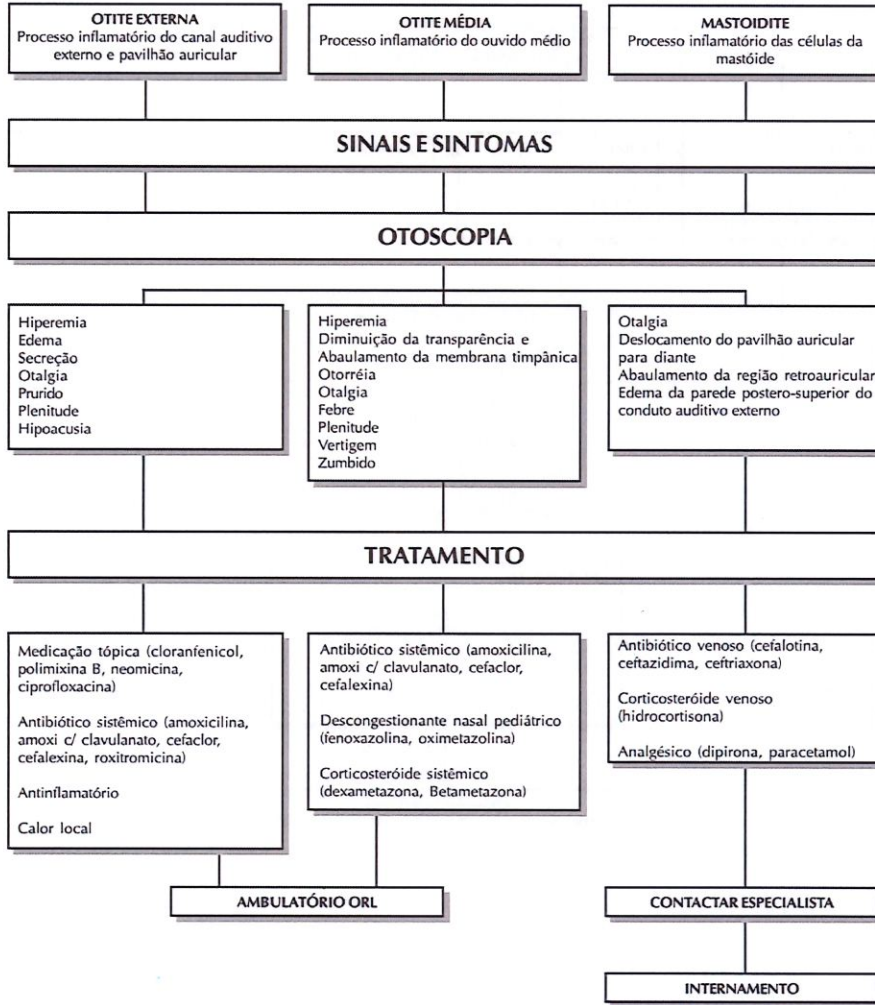 OTITE EXTERNA
Processo inflamatório do canal auditivo
externo e pavilhão auricular
OTITE MÉDIA
Processo inflamatório do ouvido médio
MASTOIDITE
Processo inflamatório das células da
mastóide
SINAIS E SINTOMAS
OTOSCOPIA
Hiperemia
Edema
Secreção
Otalgia
Prurido
Plenitude
Hipoacusia
Hiperemia
Diminuição da transparência e
Abaulamento da membrana timpânica
Otorréia
Otalgia
Febre
Plenitude
Vertigem
Zumbido
Otalgia
Deslocamento do pavilhão auricular
para diante
Abaulamento da região retroauricular
Edema da parede postero-superior do
conduto auditivo externo
TRATAMENTO
Medicação tópica (cloranfenicol,
polimixina B, neomicina,
ciprofloxacina)
Antibiótico sistêmico (amoxicilina,
amoxi c/ clavulanato, cefaclor,
cefalexina, roxitromicina)
Antinflamatório
Calor local
Antibiótico sistêmico (amoxicilina,
amoxi c/ clavulanato, cefaclor,
cefalexina)
Descongestionante nasal pediátrico
(fenoxazolina, oximetazolina)
Corticosteróide sistêmico
(dexametazona, Betametazona)
Antibiótico venoso (cefalotina,
ceftazidima, ceftriaxona)
Corticosteróide venoso
(hidrocortisona)
Analgésico (dipirona, paracetamol)
AMBULATÓRIO ORL
CONTACTAR ESPECIALISTA
INTERNAMENTO